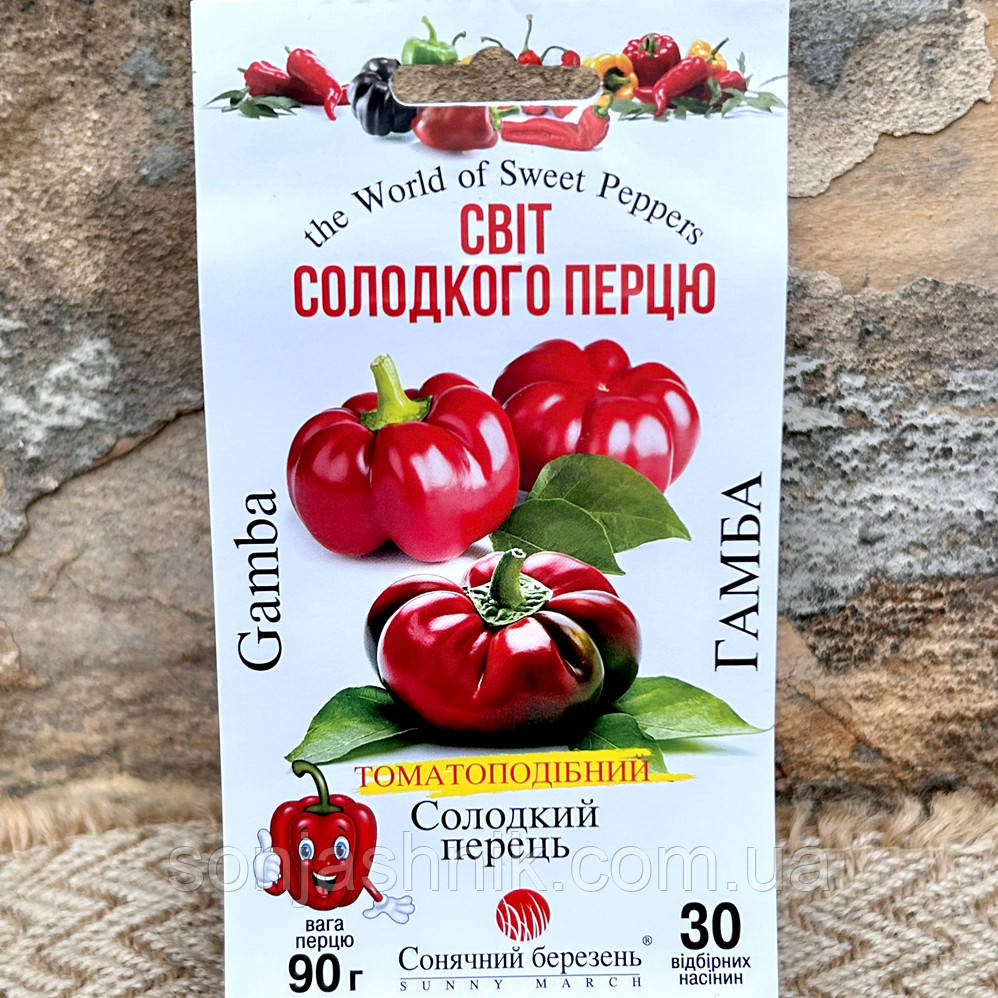 the World of Sweet Peppers
СВІТ
СОЛОДКОГО ПЕРЦЮ
Gamba
ГАМБА
ТОМАТОПОДІБНИЙ
Солодкий
перець
sonjashnik.com.ua
вага
перцю
90 г
Сонячний березень®
SUNNY MARCH
30
відбірних
насінин